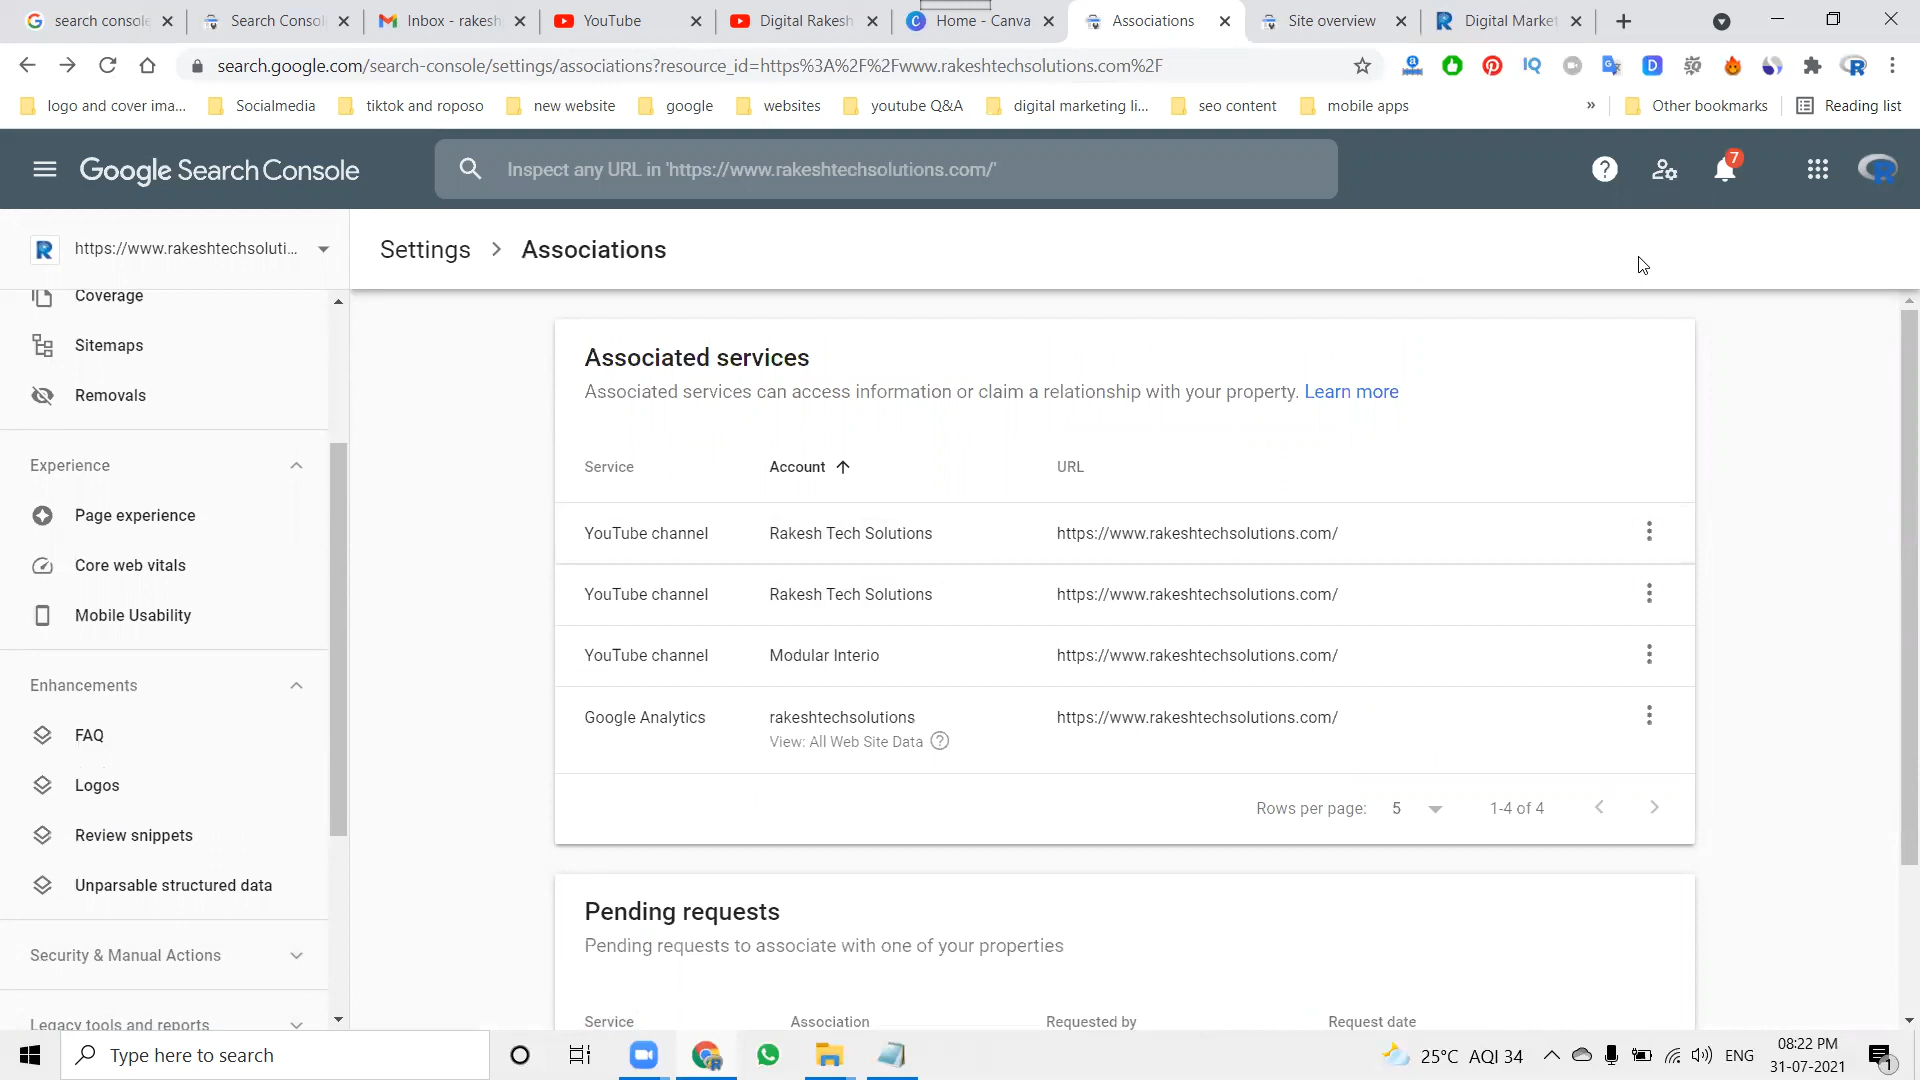 search console
Search Consol
Inbox - rakesh
YouTube
Digital Rakesh
Home - Canva
Associations
Site overview
Digital Market
search.google.com/search-console/settings/associations?resource_id=https%3A%2F%2Fwww.rakeshtechsolutions.com%2F
logo and cover ima...
Socialmedia
tiktok and roposo
new website
google
websites
youtube Q&A
digital marketing li...
seo content
mobile apps
»
Other bookmarks
Reading list
Google Search Console
Inspect any URL in 'https://www.rakeshtechsolutions.com/'
7
https://www.rakeshtechsoluti...
Settings > Associations
Coverage
Sitemaps
Removals
Experience
Page experience
Core web vitals
Mobile Usability
Enhancements
FAQ
Logos
Review snippets
Unparsable structured data
Security & Manual Actions
Legacy tools and reports
Associated services
Associated services can access information or claim a relationship with your property. Learn more
Service Account URL
YouTube channel Rakesh Tech Solutions https://www.rakeshtechsolutions.com/
YouTube channel Rakesh Tech Solutions https://www.rakeshtechsolutions.com/
YouTube channel Modular Interio https://www.rakeshtechsolutions.com/
Google Analytics rakeshtechsolutions https://www.rakeshtechsolutions.com/
View: All Web Site Data
Rows per page: 5 1-4 of 4
Pending requests
Pending requests to associate with one of your properties
Service Association Requested by Request date
Type here to search
25°C AQI 34
ENG
08:22 PM
31-07-2021
1